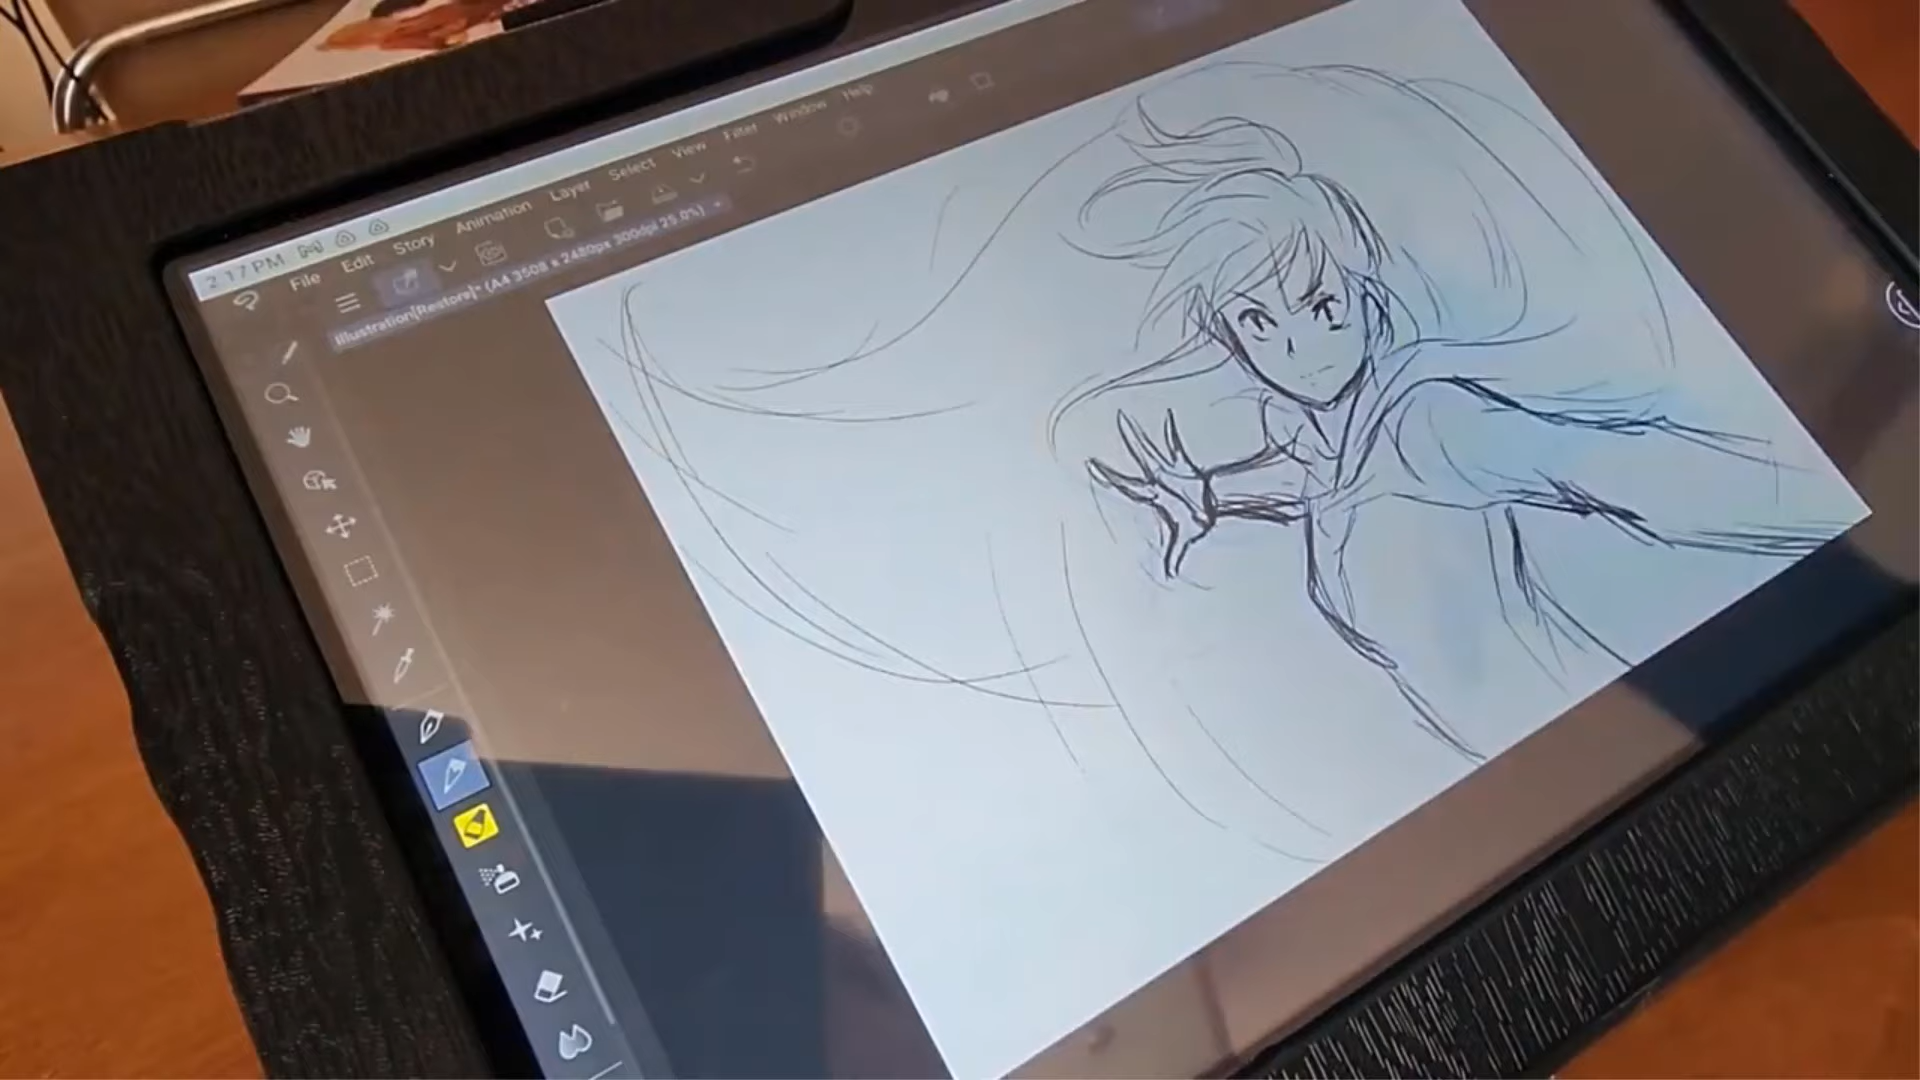 2:17 PM
File Edit Story Animation Layer Select View Filter Window Help
Illustration[Restore]* (A4 3508 x 2480px 300dpi 25.0%)